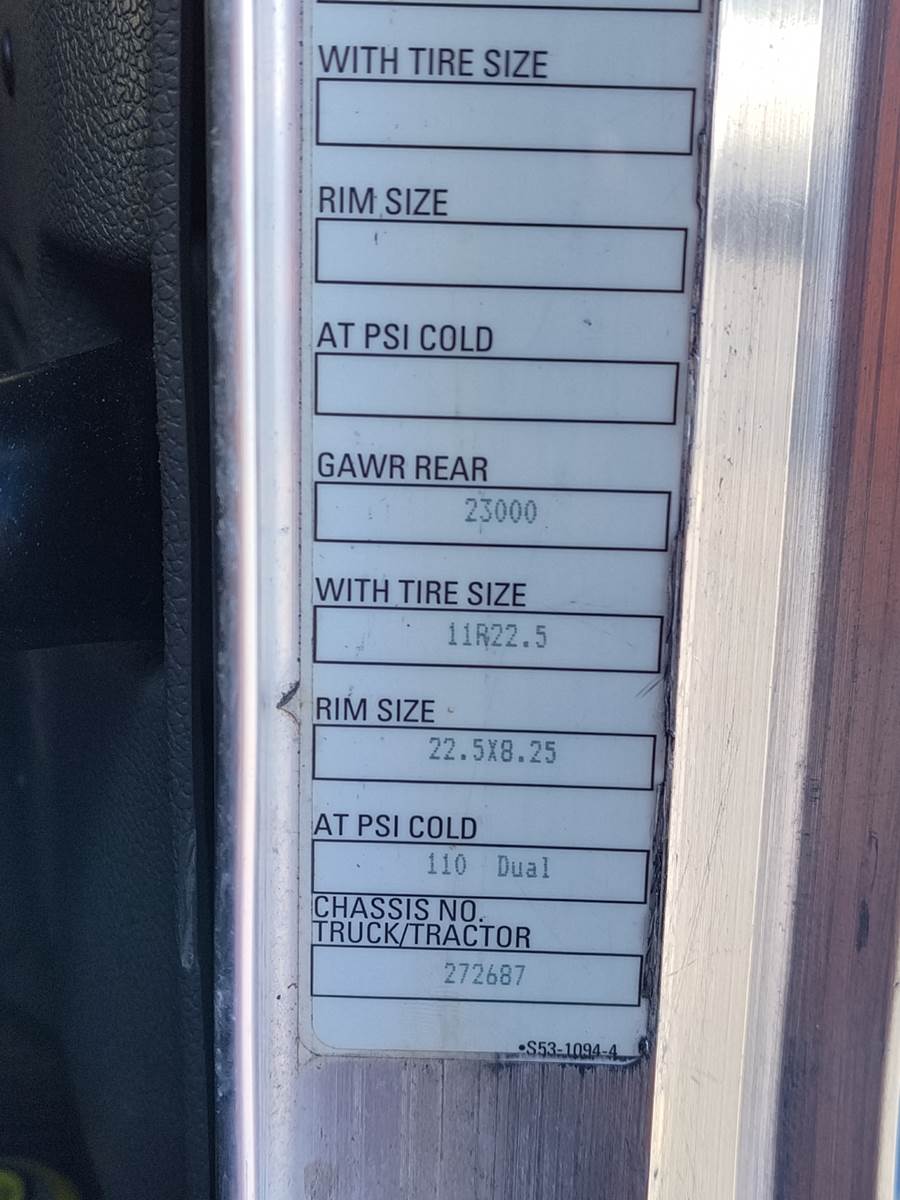 WITH TIRE SIZE
RIM SIZE
AT PSI COLD
GAWR REAR
23000
WITH TIRE SIZE
11R22.5
RIM SIZE
22.5X8.25
AT PSI COLD
110 Dual
CHASSIS NO.
TRUCK/TRACTOR
272687
•S53-1094-4